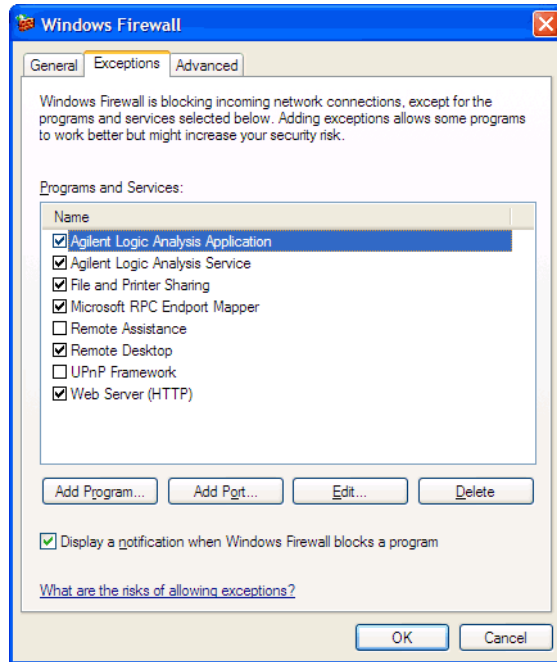 Windows Firewall
General Exceptions Advanced
Windows Firewall is blocking incoming network connections, except for the
programs and services selected below. Adding exceptions allows some programs
to work better but might increase your security risk.
Programs and Services:
Name
Agilent Logic Analysis Application
Agilent Logic Analysis Service
File and Printer Sharing
Microsoft RPC Endport Mapper
Remote Assistance
Remote Desktop
UPnP Framework
Web Server (HTTP)
Add Program... Add Port... Edit... Delete
Display a notification when Windows Firewall blocks a program
What are the risks of allowing exceptions?
OK Cancel